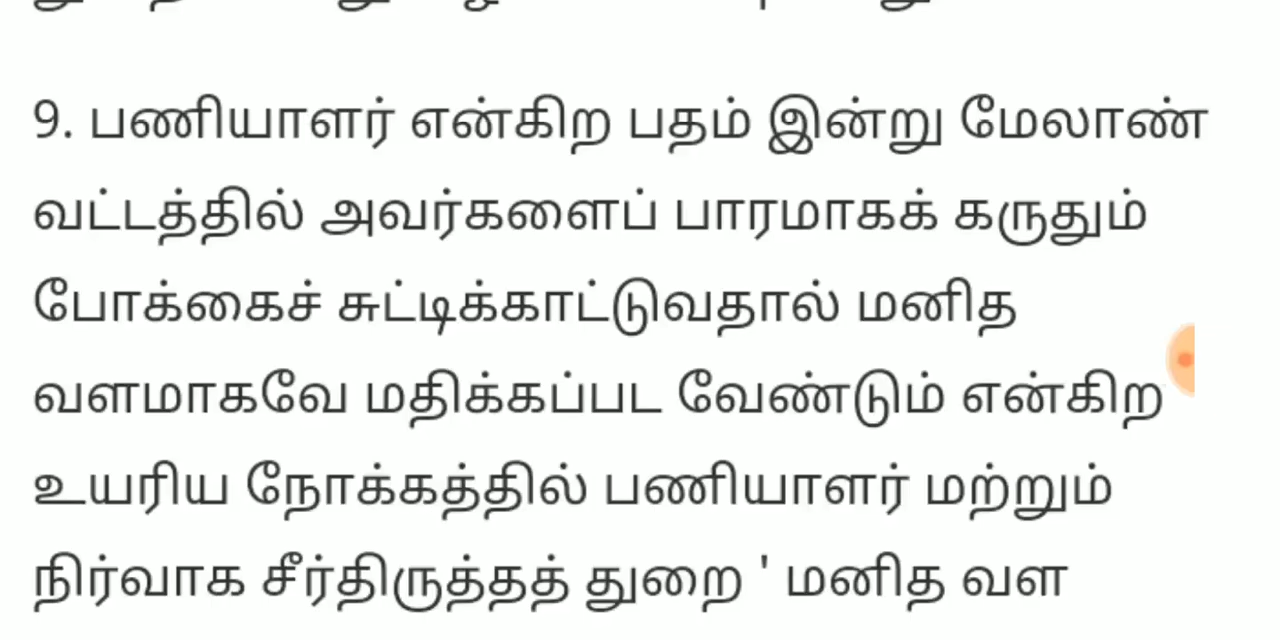 9. பணியாளர் என்கிற பதம் இன்று மேலாண்
வட்டத்தில் அவர்களைப் பாரமாகக் கருதும்
போக்கைச் சுட்டிக்காட்டுவதால் மனித
வளமாகவே மதிக்கப்பட வேண்டும் என்கிற
உயரிய நோக்கத்தில் பணியாளர் மற்றும்
நிர்வாக சீர்திருத்தத் துறை ' மனித வள